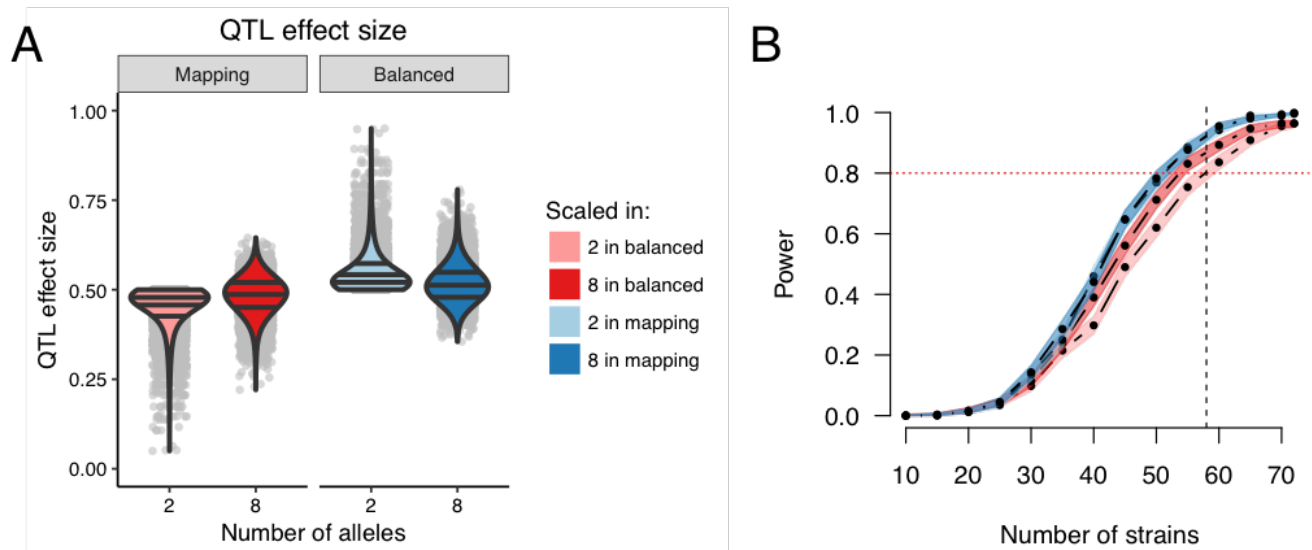 A
QTL effect size
Mapping
Balanced
QTL effect size
1.00
0.75
0.50
0.25
0.00
2
8
2
8
Number of alleles
Scaled in:
2 in balanced
8 in balanced
2 in mapping
8 in mapping
B
Power
1.0
0.8
0.6
0.4
0.2
0.0
10
20
30
40
50
60
70
Number of strains